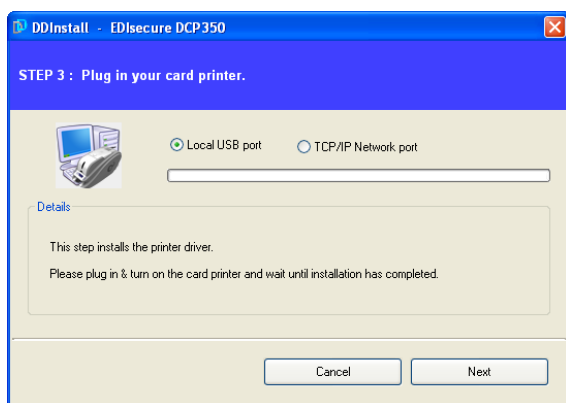 DDInstall - EDIsecure DCP350
STEP 3 : Plug in your card printer.
Local USB port TCP/IP Network port
Details
This step installs the printer driver.
Please plug in & turn on the card printer and wait until installation has completed.
Cancel Next